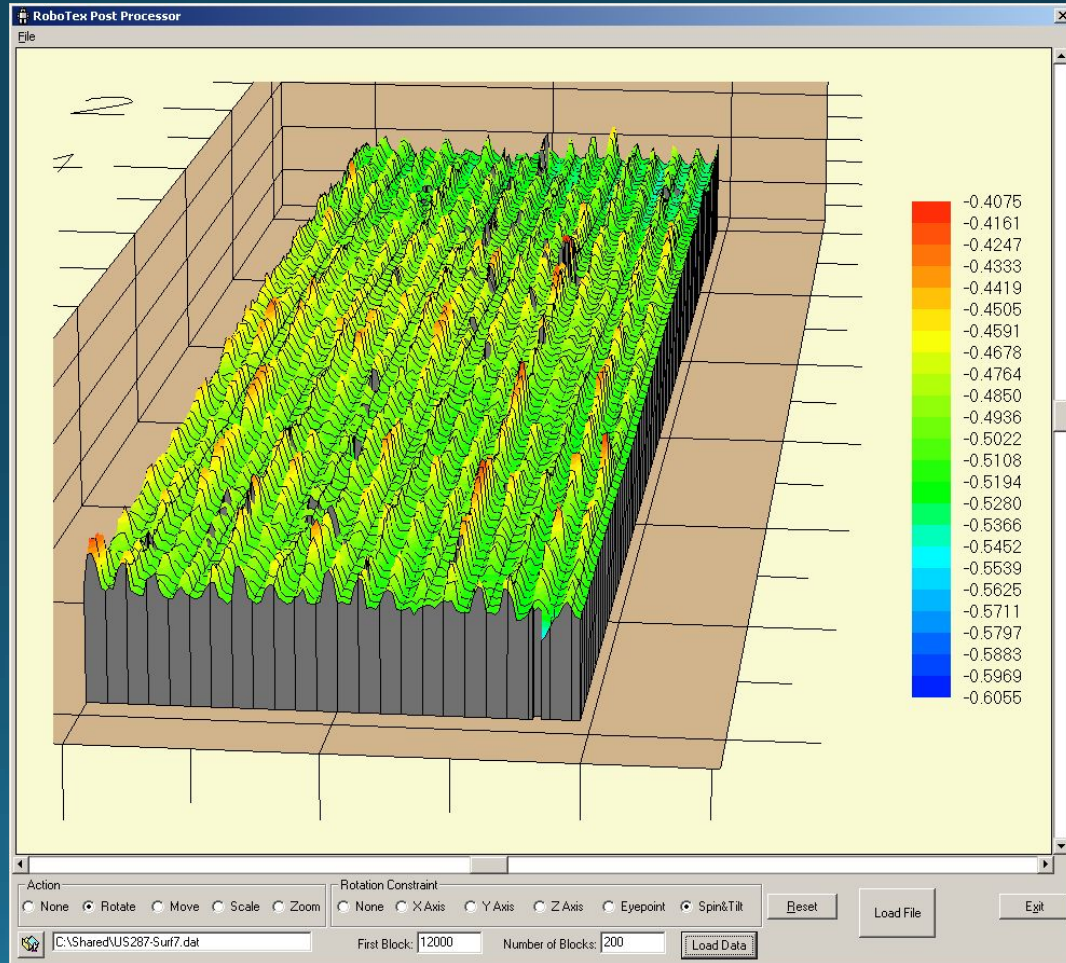 RoboTex Post Processor
File
2
1
-0.4075
-0.4161
-0.4247
-0.4333
-0.4419
-0.4505
-0.4591
-0.4678
-0.4764
-0.4850
-0.4936
-0.5022
-0.5108
-0.5194
-0.5280
-0.5366
-0.5452
-0.5539
-0.5625
-0.5711
-0.5797
-0.5883
-0.5969
-0.6055
Action
None Rotate Move Scale Zoom
Rotation Constraint
None X Axis Y Axis Z Axis Eyepoint Spin&Tilt
Reset
Load File
Exit
C:\Shared\US287-Surf7.dat
First Block: 12000
Number of Blocks: 200
Load Data